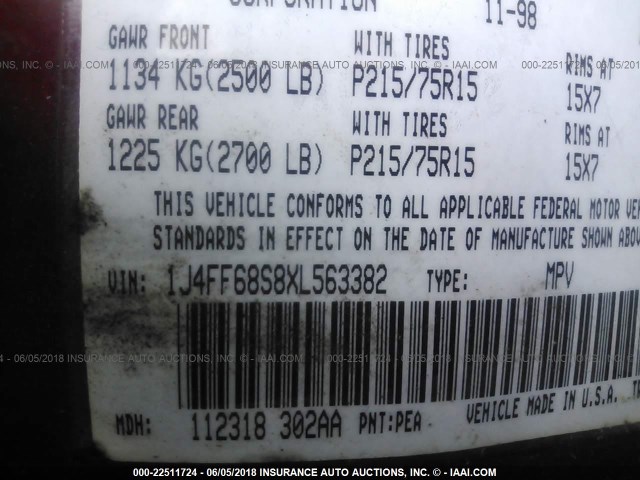 CORPORATION 11-98
GAWR FRONT WITH TIRES RIMS AT
1134 KG(2500 LB) P215/75R15 15X7
GAWR REAR WITH TIRES RIMS AT
1225 KG(2700 LB) P215/75R15 15X7
THIS VEHICLE CONFORMS TO ALL APPLICABLE FEDERAL MOTOR
STANDARDS IN EFFECT ON THE DATE OF MANUFACTURE SHOWN
VIN: 1J4FF68S8XL563382 TYPE: MPV
MDH: 112318 302AA PNT:PEA VEHICLE MADE IN U.S.A.
000-22511724 - 06/05/2018 INSURANCE AUTO AUCTIONS, INC. - © - IAAI.COM